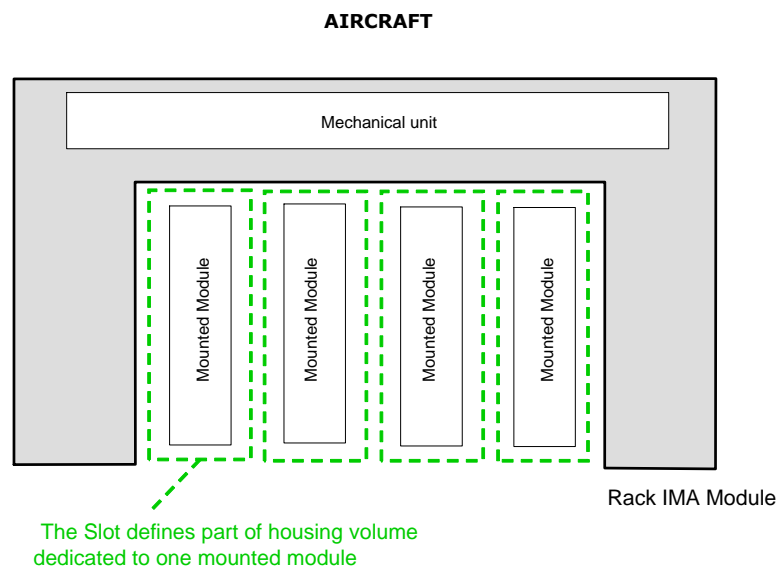 AIRCRAFT
Mechanical unit
Mounted Module
Mounted Module
Mounted Module
Mounted Module
Rack IMA Module
The Slot defines part of housing volume
dedicated to one mounted module